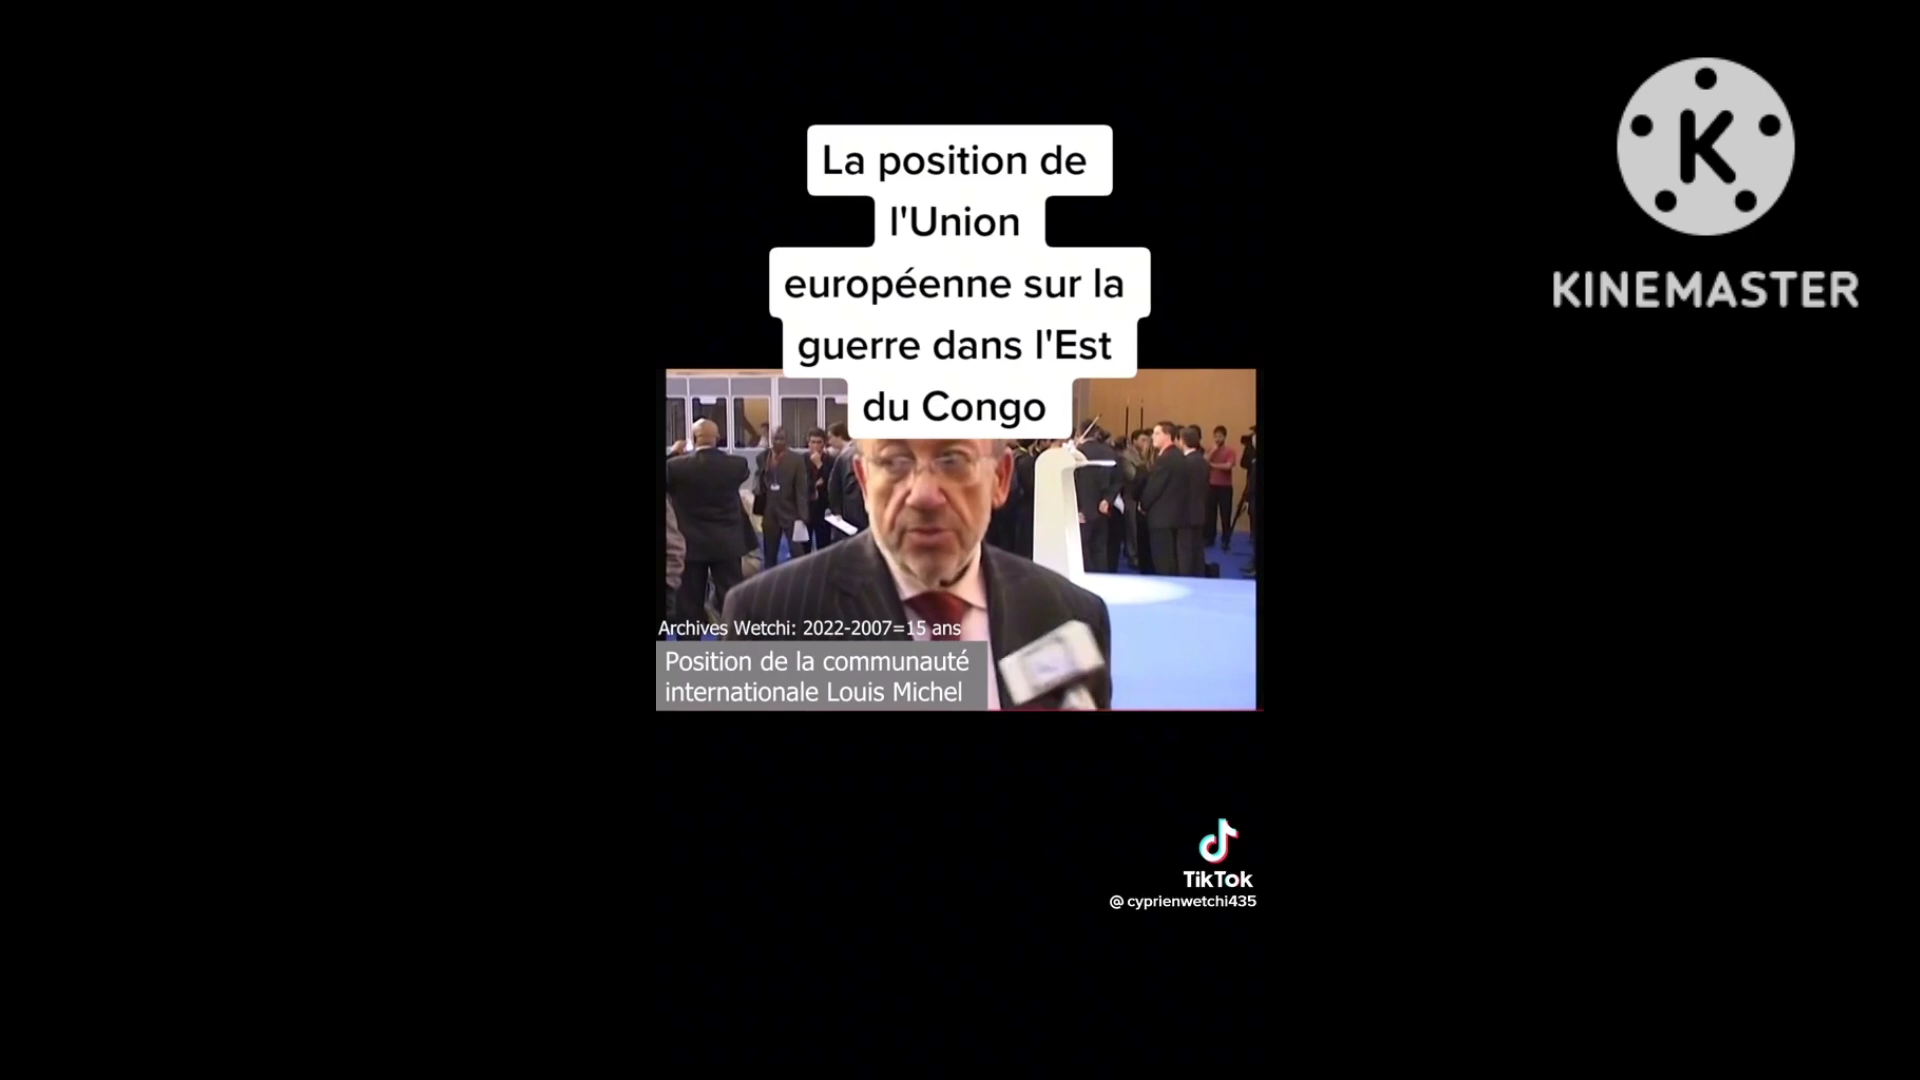 La position de
l'Union
européenne sur la
guerre dans l'Est
du Congo
K
KINEMASTER
Archives Wetchi: 2022-2007=15 ans
Position de la communauté
internationale Louis Michel
TikTok
@ cyprienwetchi435